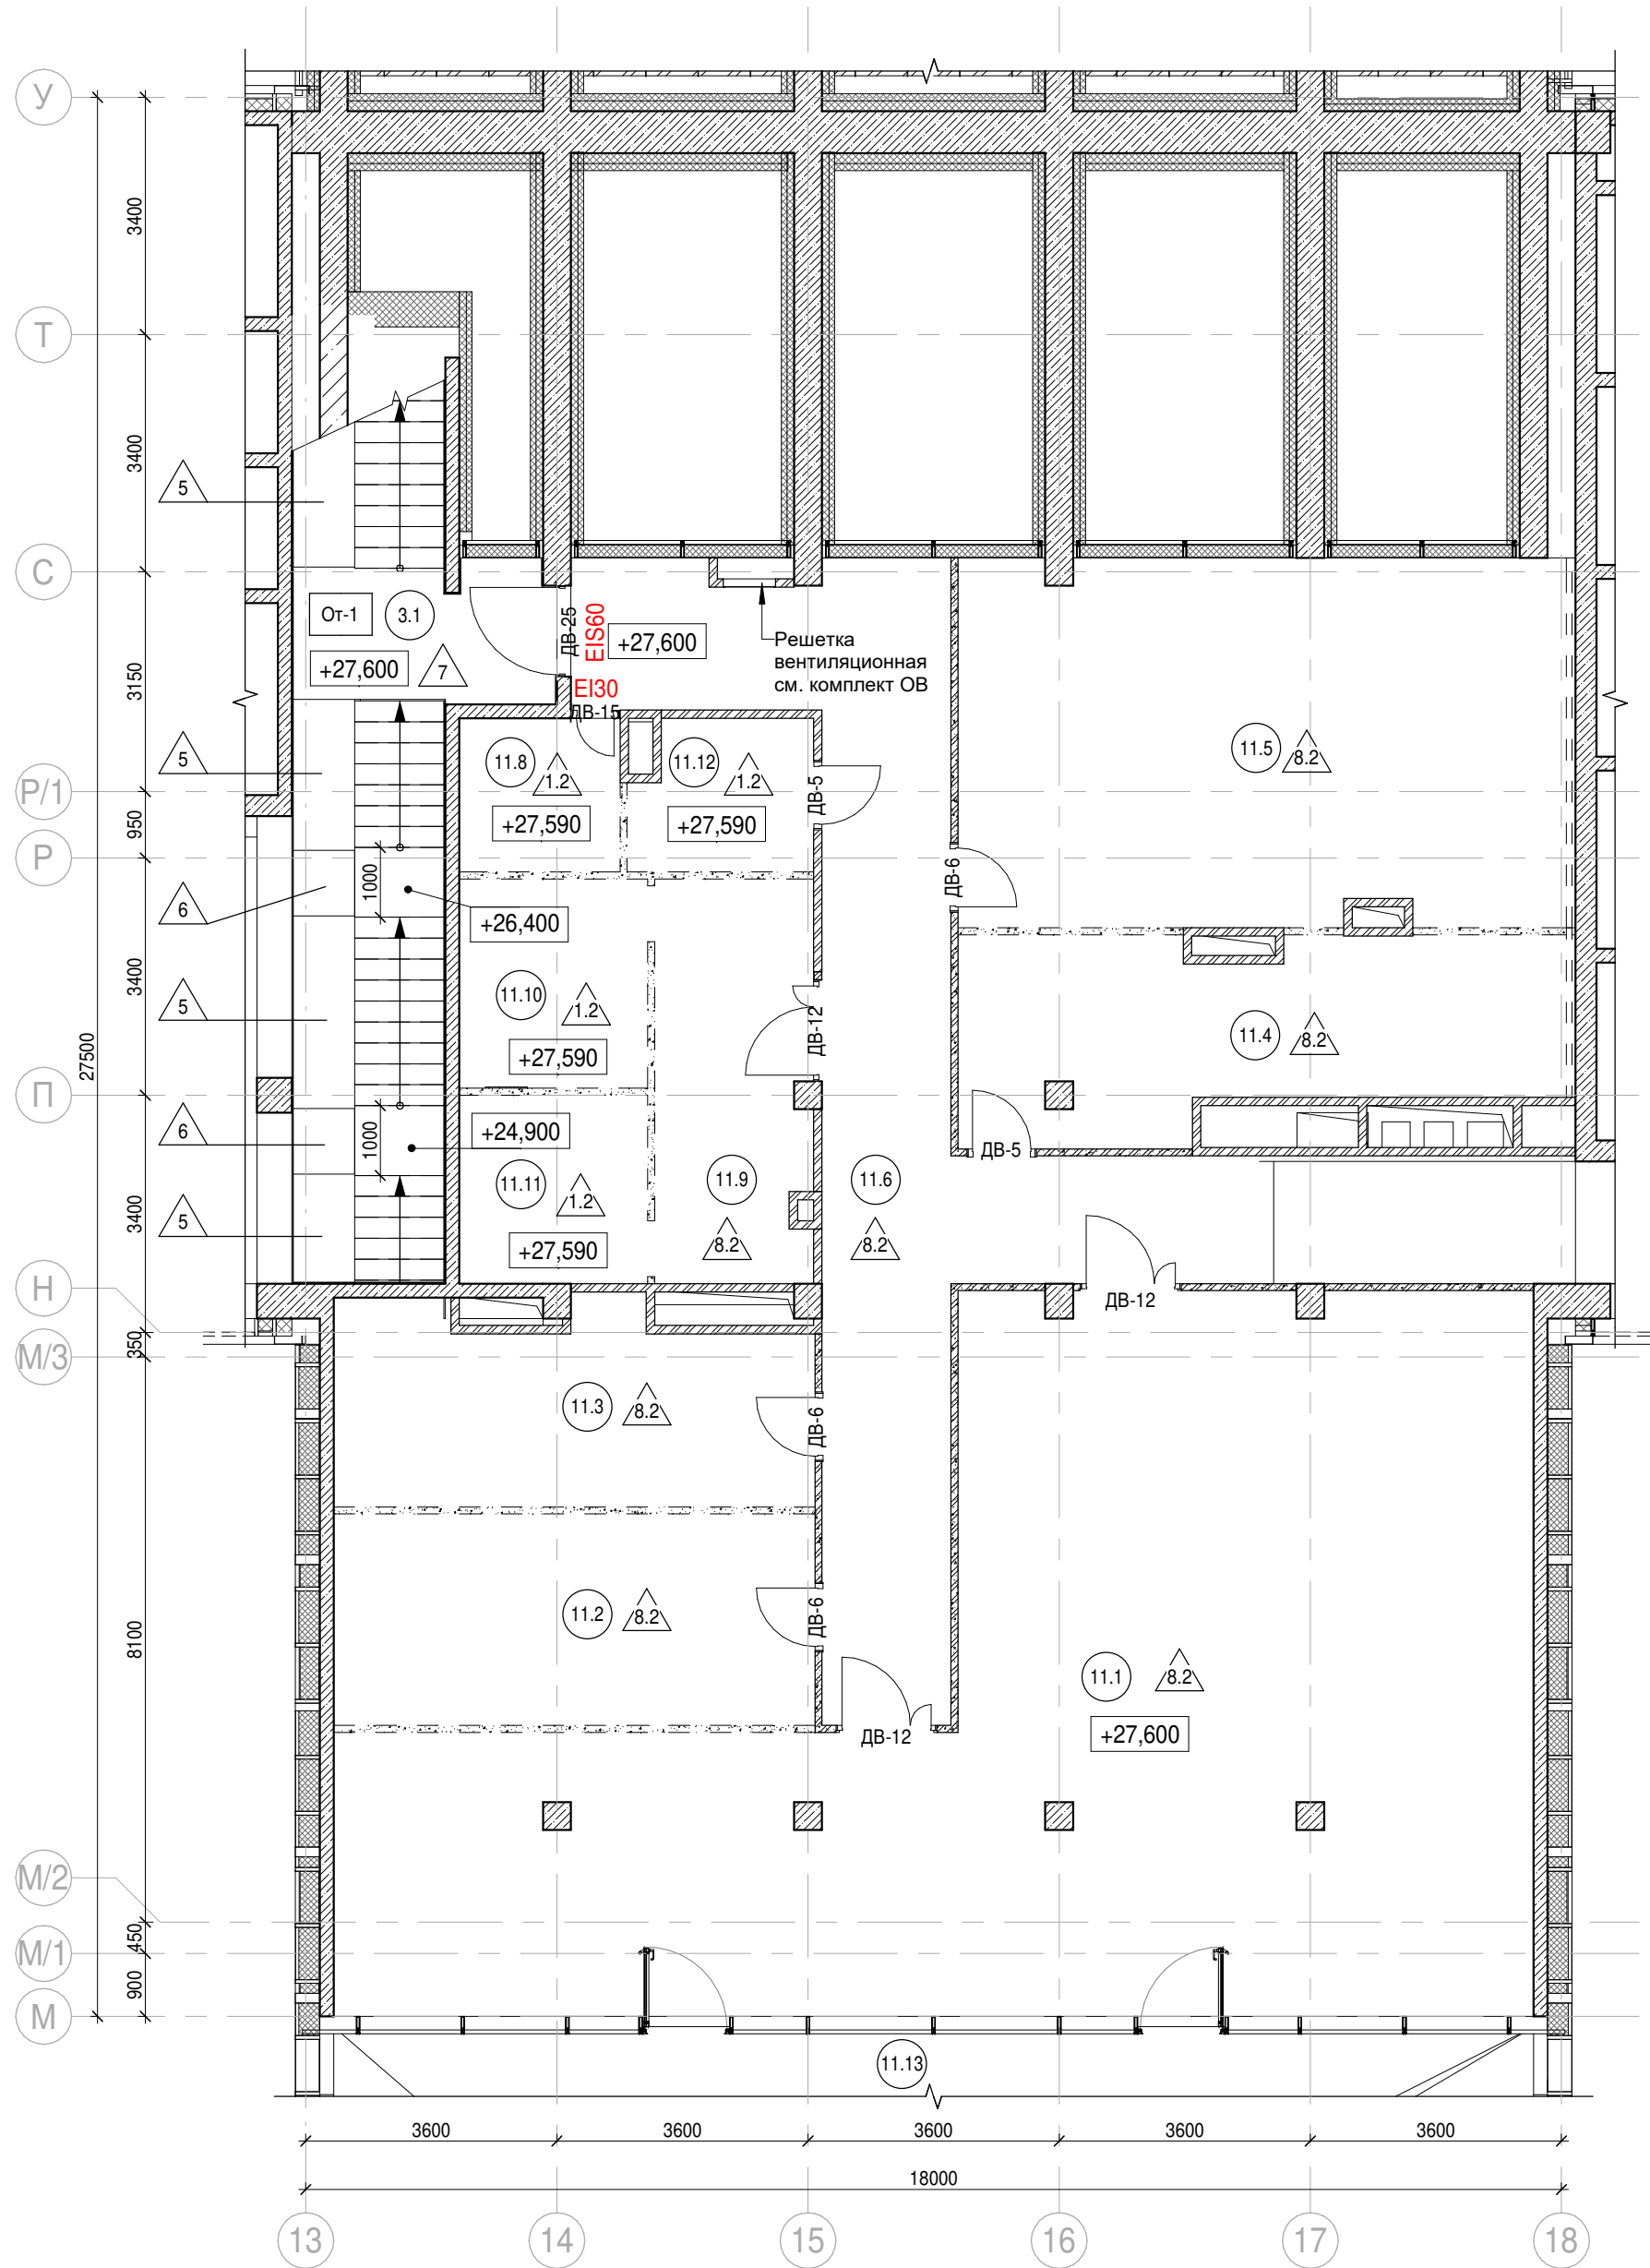 У
3400
Т
3400
5
С
От-1
3.1
ДВ-25
EIS60
+27,600
Решетка
вентиляционная
см. комплект ОВ
+27,600
7
EI30
ДВ-15
3150
5
11.8
1.2
11.12
1.2
ДВ-5
11.5
8.2
Р/1
+27,590
+27,590
950
Р
1000
ДВ-6
6
+26,400
3400
11.10
1.2
5
ДВ-12
11.4
8.2
+27,590
27500
П
6
1000
+24,900
ДВ-5
11.11
1.2
11.9
11.6
3400
5
+27,590
8.2
8.2
Н
ДВ-12
350
М/3
11.3
8.2
ДВ-6
11.2
8.2
ДВ-6
8100
11.1
8.2
ДВ-12
+27,600
М/2
450
М/1
900
М
11.13
3600
3600
3600
3600
3600
18000
13
14
15
16
17
18